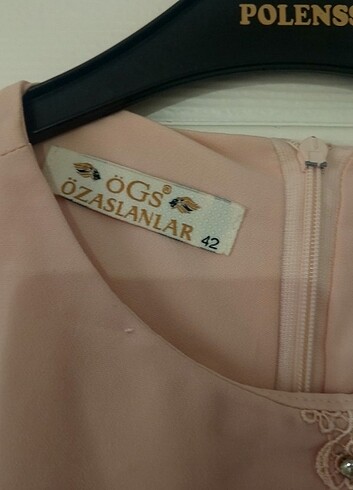 POLENSS
öGs®
ÖZASLANLAR
42